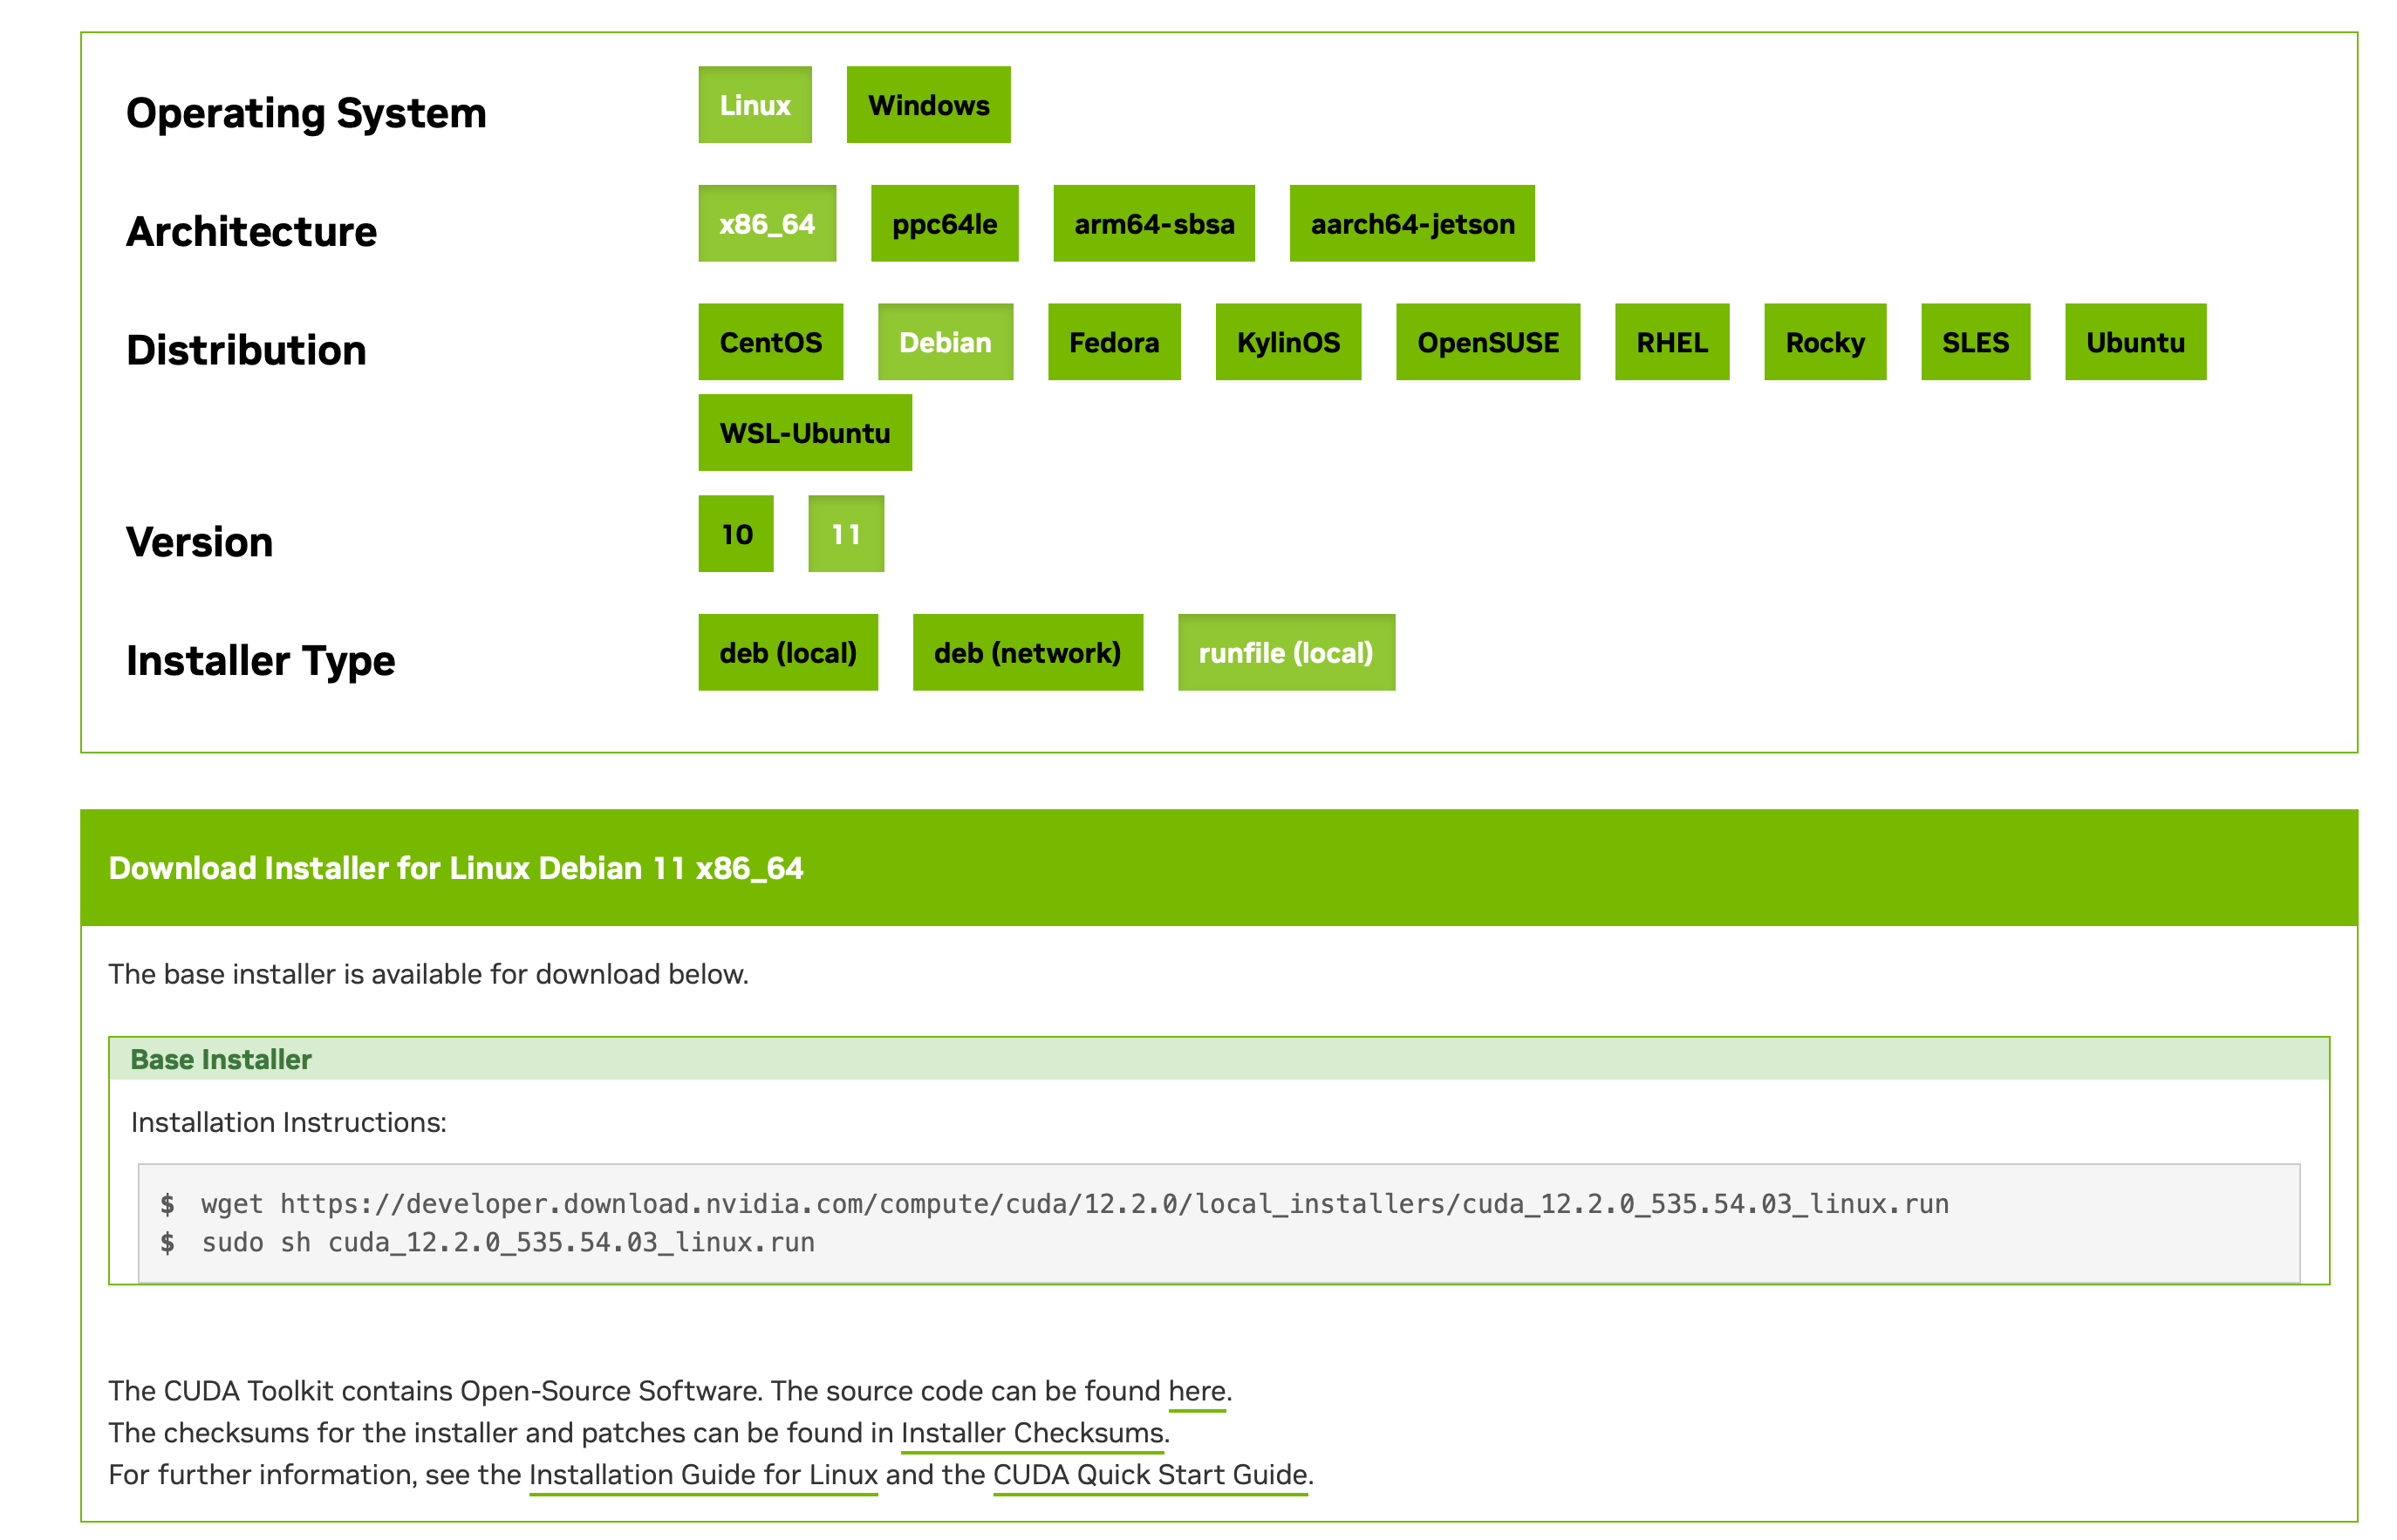 Operating System
Linux Windows
Architecture
x86_64 ppc64le arm64-sbsa aarch64-jetson
Distribution
CentOS Debian Fedora KylinOS OpenSUSE RHEL Rocky SLES Ubuntu
WSL-Ubuntu
Version
10 11
Installer Type
deb (local) deb (network) runfile (local)
Download Installer for Linux Debian 11 x86_64
The base installer is available for download below.
Base Installer
Installation Instructions:
$ wget https://developer.download.nvidia.com/compute/cuda/12.2.0/local_installers/cuda_12.2.0_535.54.03_linux.run
$ sudo sh cuda_12.2.0_535.54.03_linux.run
The CUDA Toolkit contains Open-Source Software. The source code can be found here.
The checksums for the installer and patches can be found in Installer Checksums.
For further information, see the Installation Guide for Linux and the CUDA Quick Start Guide.